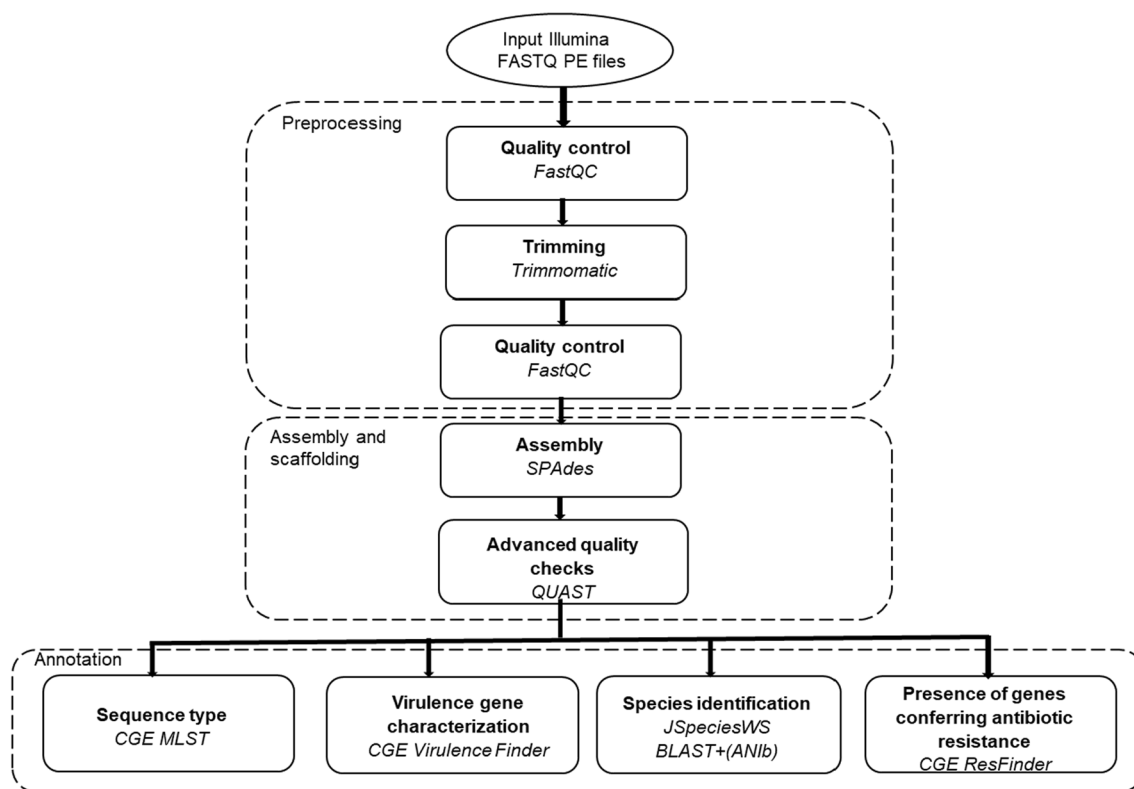 Input Illumina
FASTQ PE files
Preprocessing
Quality control
FastQC
Trimming
Trimmomatic
Quality control
FastQC
Assembly and
scaffolding
Assembly
SPAdes
Advanced quality
checks
QUAST
Annotation
Sequence type
CGE MLST
Virulence gene
characterization
CGE Virulence Finder
Species identification
JSpeciesWS
BLAST+(ANIb)
Presence of genes
conferring antibiotic
resistance
CGE ResFinder